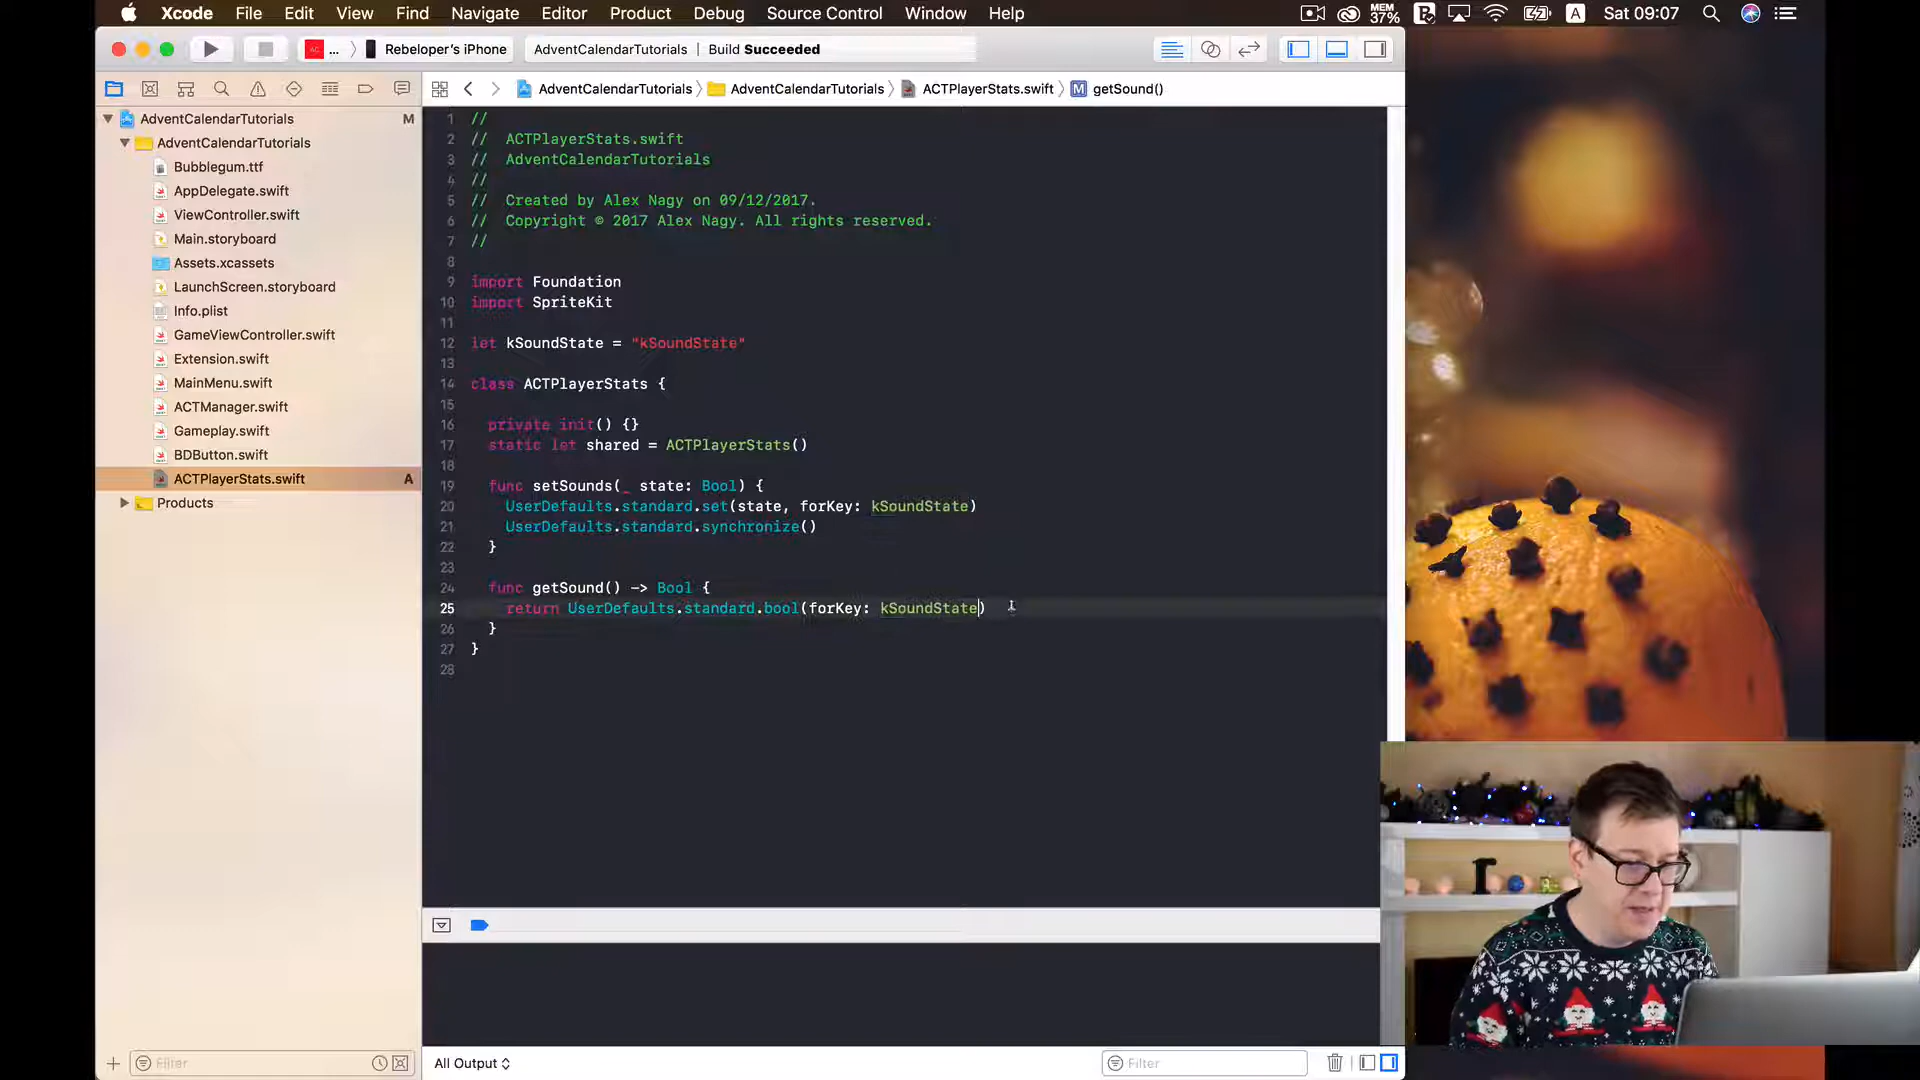 Xcode File Edit View Find Navigate Editor Product Debug Source Control Window Help MEM 37% A Sat 09:07
... Rebeloper's iPhone AdventCalendarTutorials | Build Succeeded
AdventCalendarTutorials AdventCalendarTutorials ACTPlayerStats.swift M getSound()
AdventCalendarTutorials M
AdventCalendarTutorials
Bubblegum.ttf
AppDelegate.swift
ViewController.swift
Main.storyboard
Assets.xcassets
LaunchScreen.storyboard
Info.plist
GameViewController.swift
Extension.swift
MainMenu.swift
ACTManager.swift
Gameplay.swift
BDButton.swift
ACTPlayerStats.swift A
Products
1 //
2 // ACTPlayerStats.swift
3 // AdventCalendarTutorials
4 //
5 // Created by Alex Nagy on 09/12/2017.
6 // Copyright © 2017 Alex Nagy. All rights reserved.
7 //
8
9 import Foundation
10 import SpriteKit
11
12 let kSoundState = "kSoundState"
13
14 class ACTPlayerStats {
15
16 private init() {}
17 static let shared = ACTPlayerStats()
18
19 func setSounds(_ state: Bool) {
20 UserDefaults.standard.set(state, forKey: kSoundState)
21 UserDefaults.standard.synchronize()
22 }
23
24 func getSound() -> Bool {
25 return UserDefaults.standard.bool(forKey: kSoundState)
26 }
27 }
28
Filter
All Output
Filter